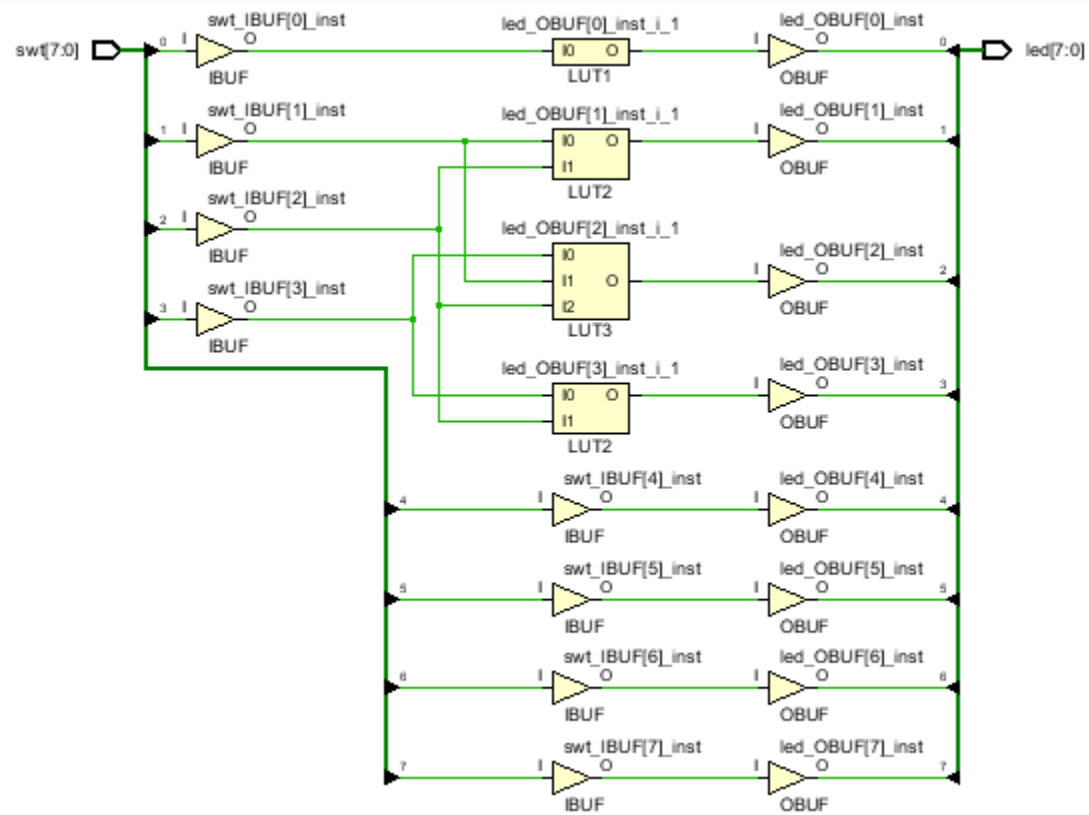 swt_IBUF[0]_inst
led_OBUF[0]_inst_i_1
led_OBUF[0]_inst
swt[7:0]
0
I
O
IBUF
I0
O
LUT1
I
O
OBUF
0
led[7:0]
swt_IBUF[1]_inst
led_OBUF[1]_inst_i_1
led_OBUF[1]_inst
1
I
O
IBUF
I0
O
I1
LUT2
I
O
OBUF
1
swt_IBUF[2]_inst
2
I
O
IBUF
led_OBUF[2]_inst_i_1
I0
I1
O
I2
LUT3
led_OBUF[2]_inst
I
O
OBUF
2
swt_IBUF[3]_inst
3
I
O
IBUF
led_OBUF[3]_inst_i_1
I0
O
I1
LUT2
led_OBUF[3]_inst
I
O
OBUF
3
swt_IBUF[4]_inst
led_OBUF[4]_inst
4
I
O
IBUF
I
O
OBUF
4
swt_IBUF[5]_inst
led_OBUF[5]_inst
5
I
O
IBUF
I
O
OBUF
5
swt_IBUF[6]_inst
led_OBUF[6]_inst
6
I
O
IBUF
I
O
OBUF
6
swt_IBUF[7]_inst
led_OBUF[7]_inst
7
I
O
IBUF
I
O
OBUF
7